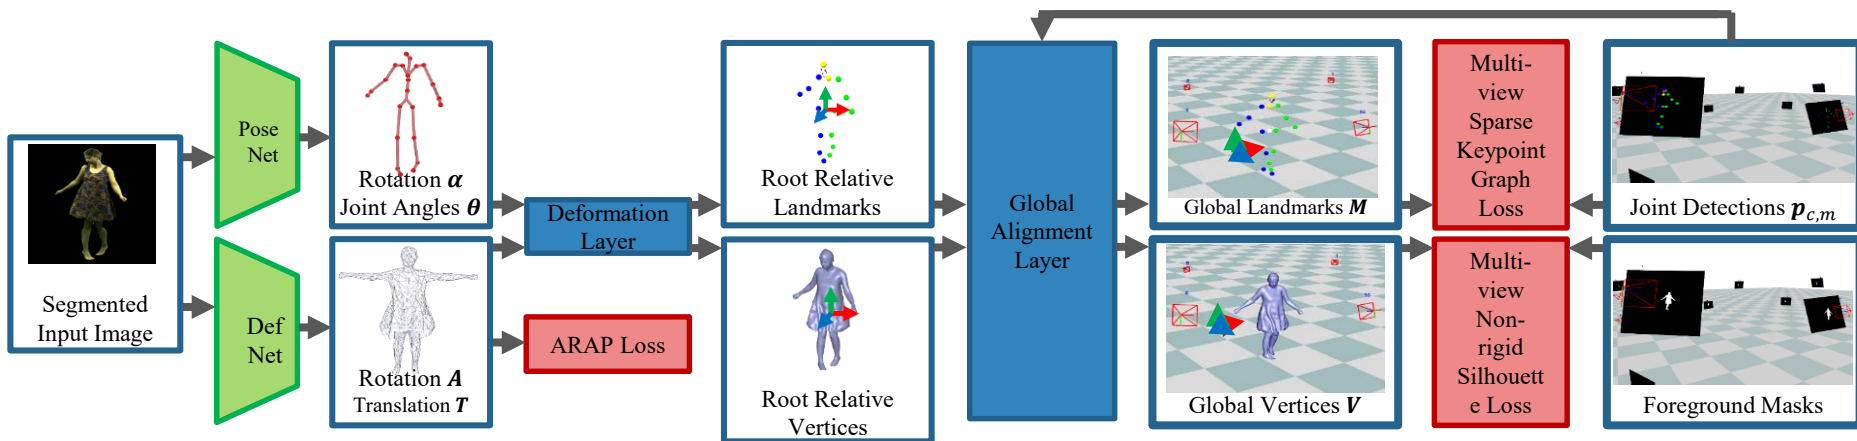 Segmented
Input Image
Pose
Net
Def
Net
Rotation α
Joint Angles θ
Rotation A
Translation T
Deformation
Layer
ARAP Loss
Root Relative
Landmarks
Root Relative
Vertices
Global
Alignment
Layer
Global Landmarks M
Global Vertices V
Multi-
view
Sparse
Keypoint
Graph
Loss
Multi-
view
Non-
rigid
Silhouett
e Loss
Joint Detections p_{c,m}
Foreground Masks